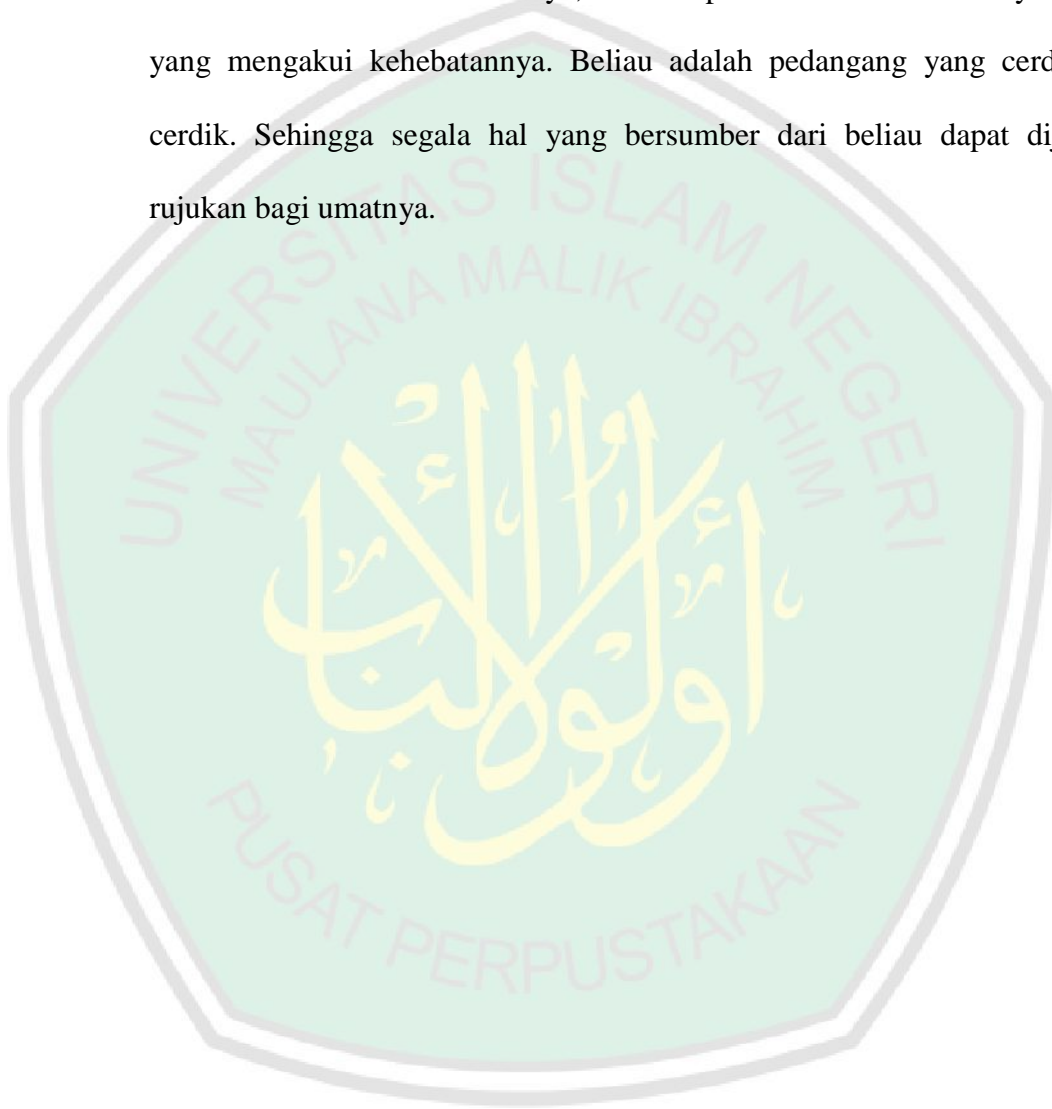 yang mengakui kehebatannya. Beliau adalah pedangang yang
cerdik. Sehingga segala hal yang bersumber dari beliau dapat
rujukan bagi umatnya.
UNIVERSITAS ISLAM NEGERI
MAULANA MALIK IBRAHIM
أولو الألباب
PUSAT PERPUSTAKAAN